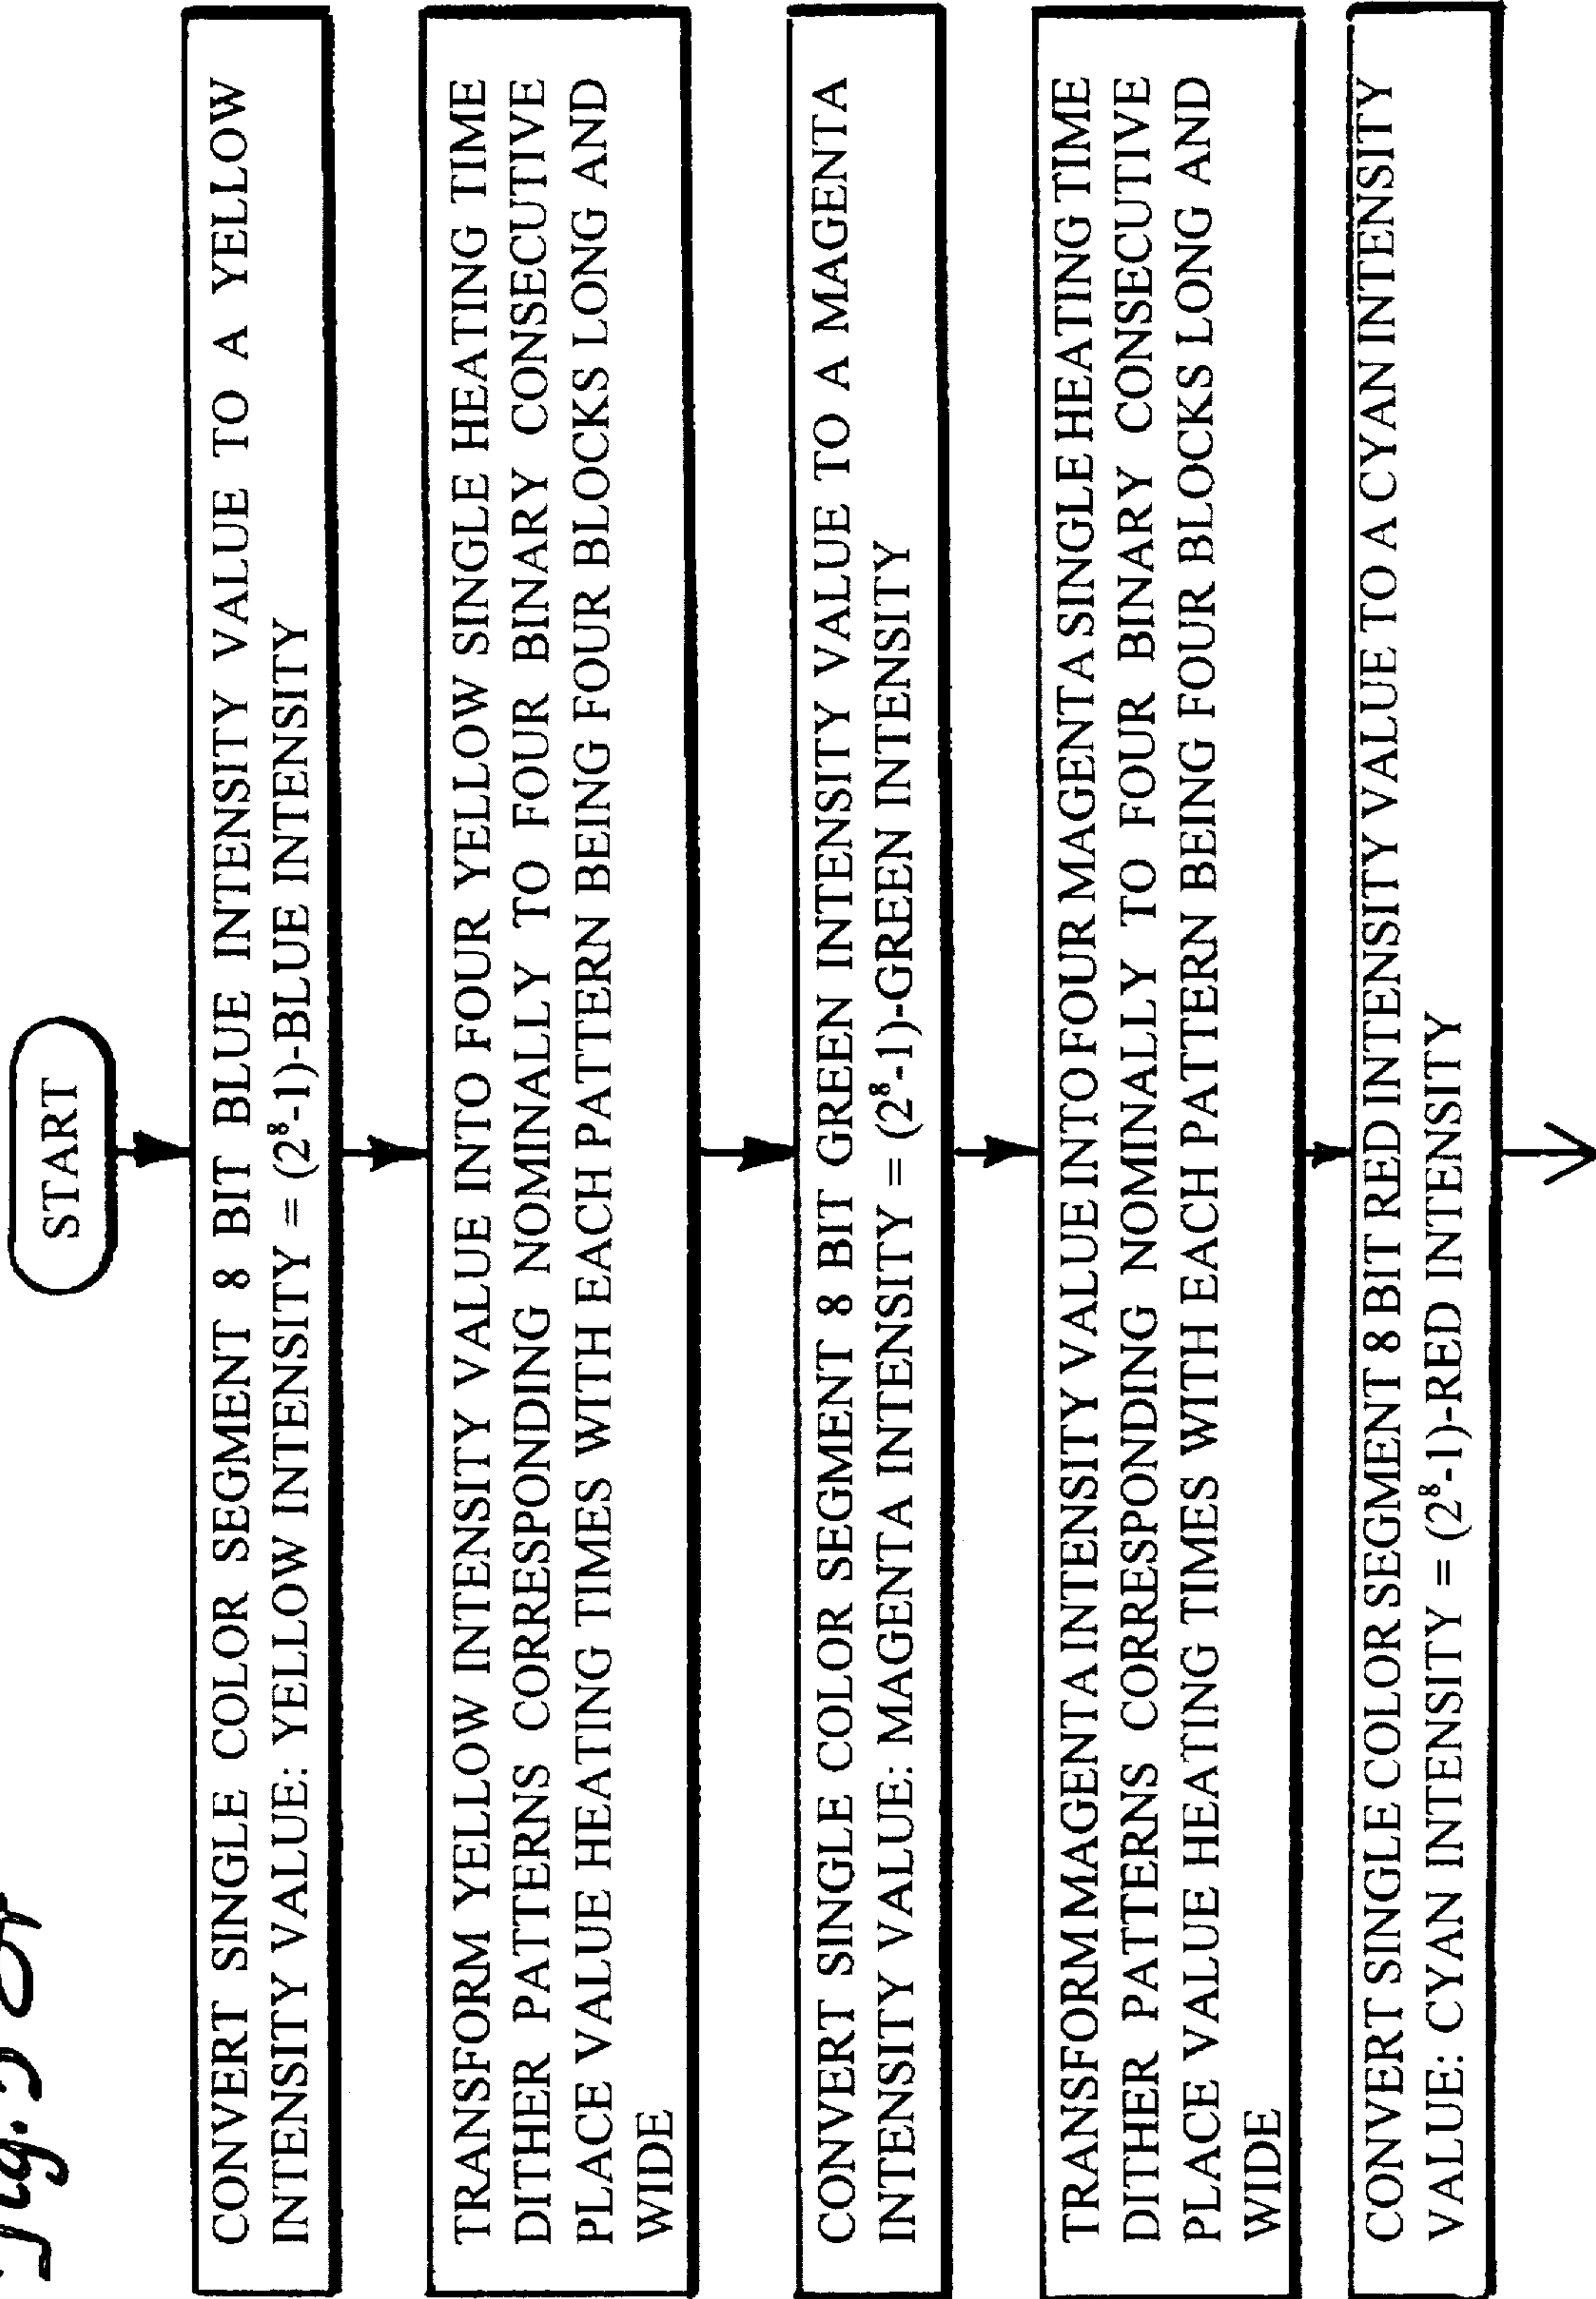 START
CONVERT SINGLE COLOR SEGMENT 8 BIT BLUE INTENSITY VALUE TO A YELLOW
INTENSITY VALUE: YELLOW INTENSITY = (2⁸-1)-BLUE INTENSITY
TRANSFORM YELLOW INTENSITY VALUE INTO FOUR YELLOW SINGLE HEATING TIME
DITHER PATTERNS CORRESPONDING NOMINALLY TO FOUR BINARY CONSECUTIVE
PLACE VALUE HEATING TIMES WITH EACH PATTERN BEING FOUR BLOCKS LONG AND
WIDE
CONVERT SINGLE COLOR SEGMENT 8 BIT GREEN INTENSITY VALUE TO A MAGENTA
INTENSITY VALUE: MAGENTA INTENSITY = (2⁸-1)-GREEN INTENSITY
TRANSFORM MAGENTA INTENSITY VALUE INTO FOUR MAGENTA SINGLE HEATING TIME
DITHER PATTERNS CORRESPONDING NOMINALLY TO FOUR BINARY CONSECUTIVE
PLACE VALUE HEATING TIMES WITH EACH PATTERN BEING FOUR BLOCKS LONG AND
WIDE
CONVERT SINGLE COLOR SEGMENT 8 BIT RED INTENSITY VALUE TO A CYAN INTENSITY
VALUE: CYAN INTENSITY = (2⁸-1)-RED INTENSITY